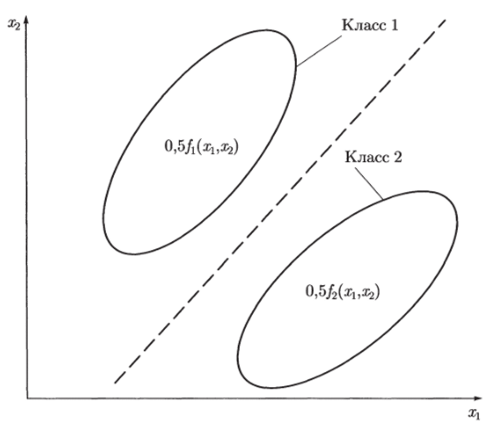 x₂
Класс 1
0,5f₁(x₁,x₂)
Класс 2
0,5f₂(x₁,x₂)
x₁